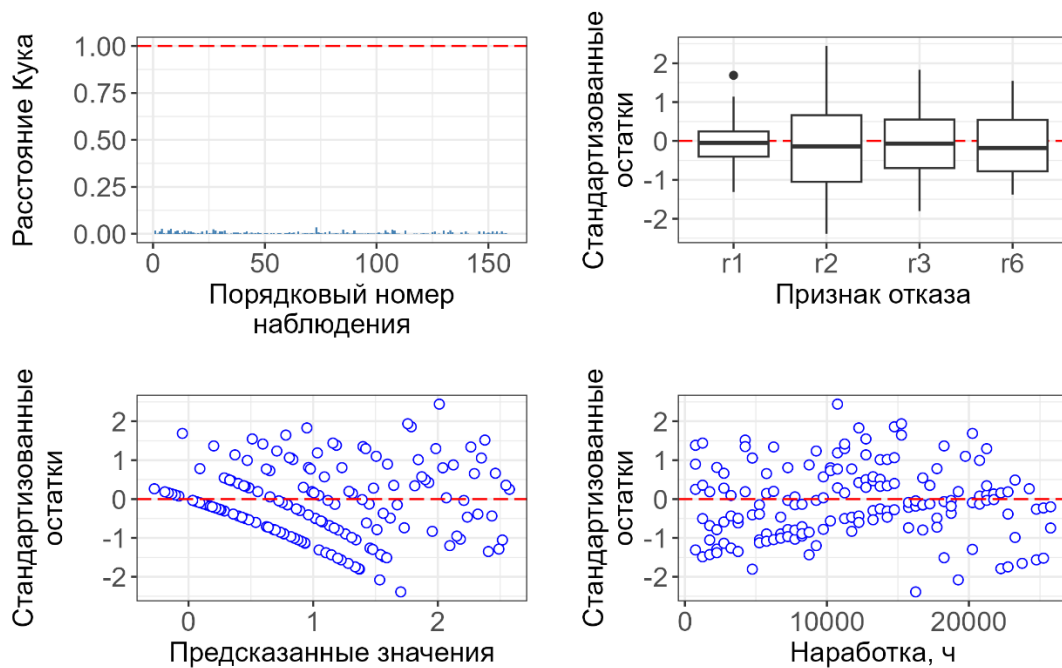 Расстояние Кука
1.00
0.75
0.50
0.25
0.00
0 50 100 150
Порядковый номер
наблюдения
Стандартизованные
остатки
2
1
0
-1
-2
r1 r2 r3 r6
Признак отказа
Стандартизованные
остатки
2
1
0
-1
-2
0 1 2
Предсказанные значения
Стандартизованные
остатки
2
1
0
-1
-2
0 10000 20000
Наработка, ч